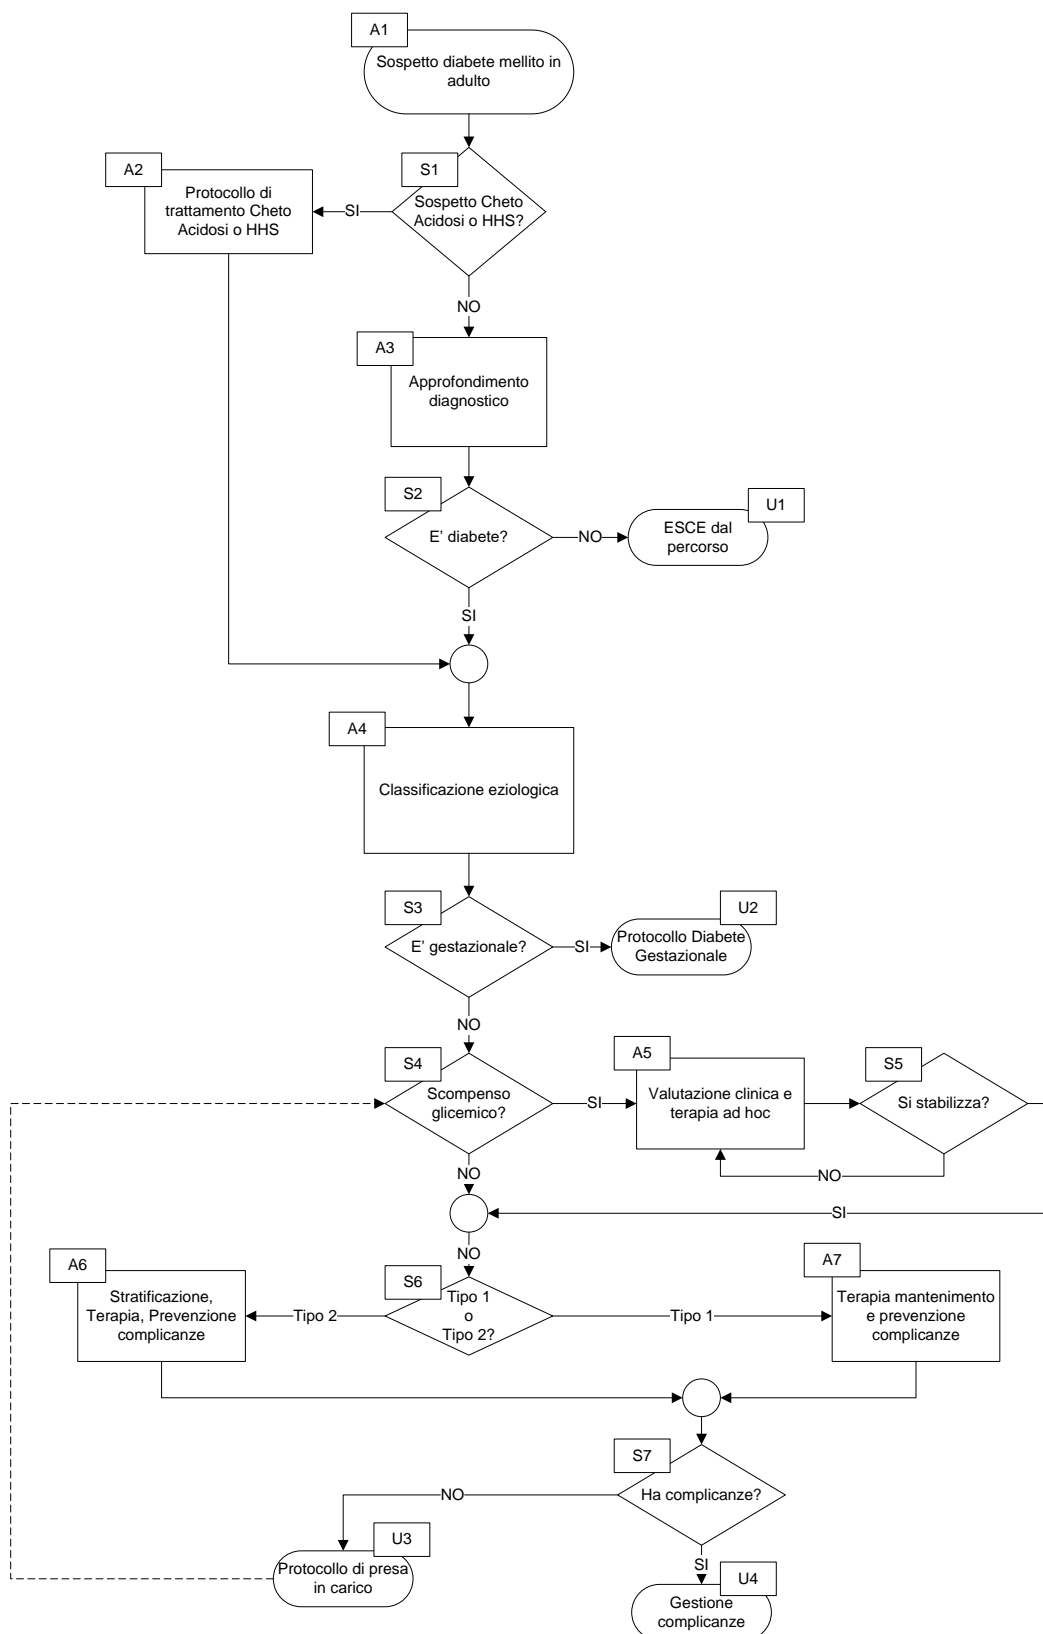 A1
Sospetto diabete mellito in
adulto
A2
Protocollo di
trattamento Cheto
Acidosi o HHS
SI
S1
Sospetto Cheto
Acidosi o HHS?
NO
A3
Approfondimento
diagnostico
S2
E' diabete?
NO
U1
ESCE dal
percorso
SI
A4
Classificazione eziologica
S3
E' gestazionale?
SI
U2
Protocollo Diabete
Gestazionale
NO
S4
Scompenso
glicemico?
SI
A5
Valutazione clinica e
terapia ad hoc
S5
Si stabilizza?
NO
NO
SI
NO
A6
Stratificazione,
Terapia, Prevenzione
complicanze
Tipo 2
S6
Tipo 1
o
Tipo 2?
Tipo 1
A7
Terapia mantenimento
e prevenzione
complicanze
S7
Ha complicanze?
NO
U3
Protocollo di presa
in carico
SI
U4
Gestione
complicanze